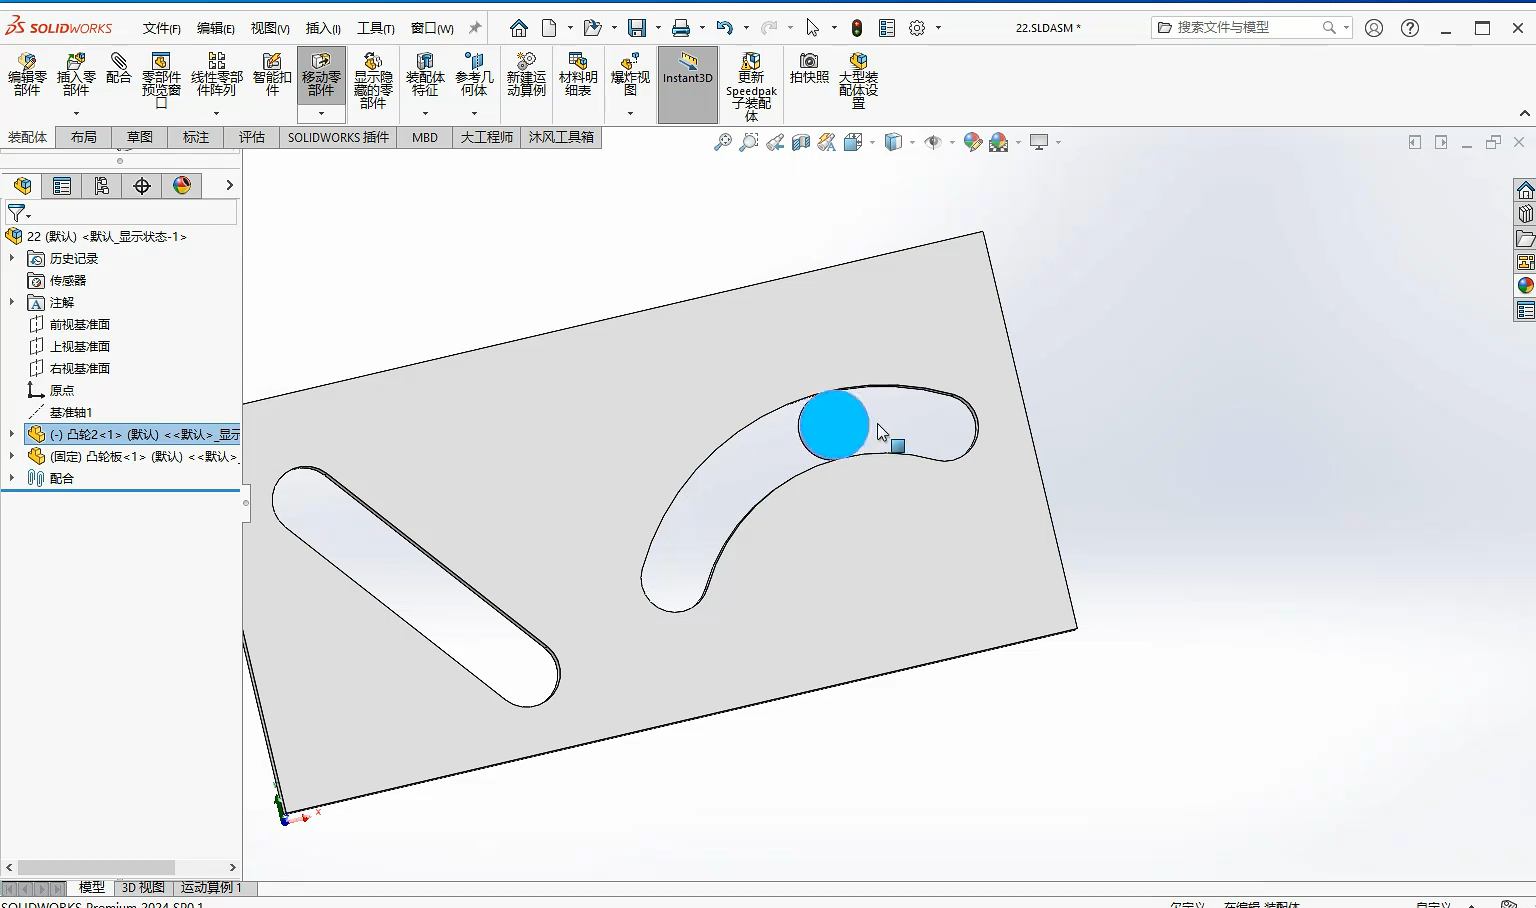 SOLIDWORKS 文件(F) 编辑(E) 视图(V) 插入(I) 工具(T) 窗口(W) 22.SLDASM * 搜索文件与模型
编辑零部件 插入零部件 配合 零部件预览窗口 线性零部件阵列 智能扣件 移动零部件 显示隐藏的零部件 装配体特征 参考几何体 新建运动算例 材料明细表 爆炸视图 Instant3D 更新Speedpak子装配体 拍快照 大型装配体设置
装配体 布局 草图 标注 评估 SOLIDWORKS 插件 MBD 大工程师 沐风工具箱
22 (默认) <默认_显示状态-1>
历史记录
传感器
注解
前视基准面
上视基准面
右视基准面
原点
基准轴1
(-) 凸轮2<1> (默认) <<默认>_显示
(固定) 凸轮板<1> (默认) <<默认>_
配合
X
模型 3D 视图 运动算例 1
SOLIDWORKS Premium 2024 SP0.1 欠定义 在编辑 装配体 自定义